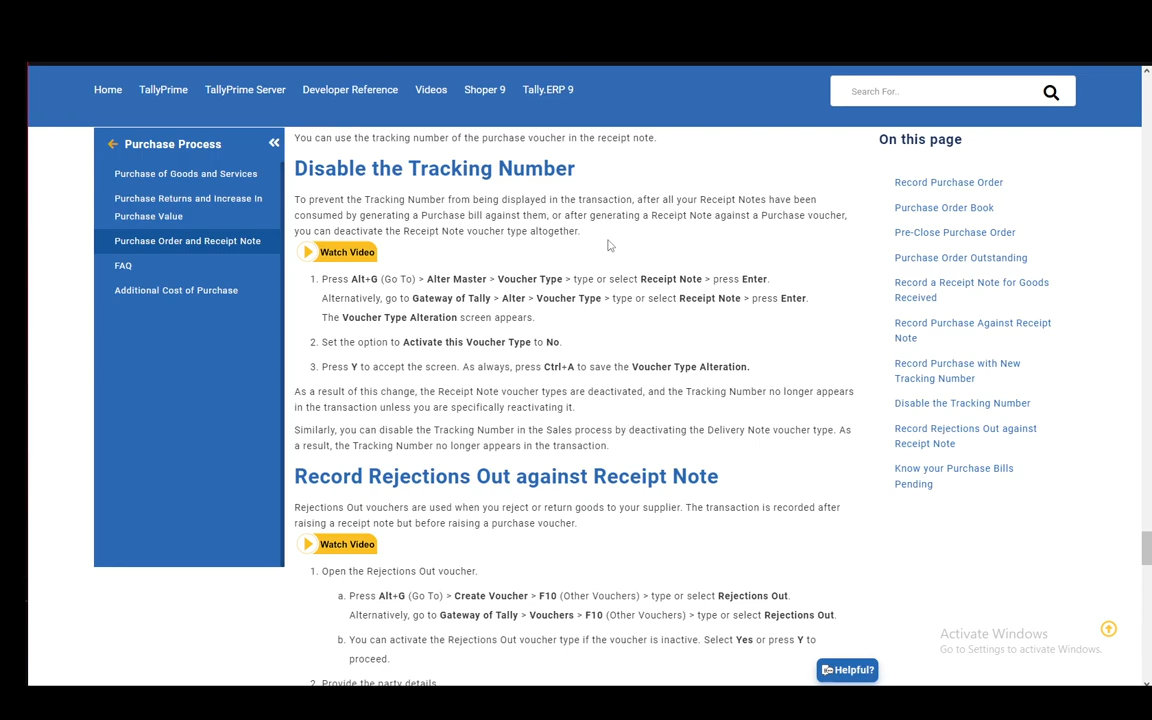 Home TallyPrime TallyPrime Server Developer Reference Videos Shoper 9 Tally.ERP 9
Search For..
Purchase Process
Purchase of Goods and Services
Purchase Returns and Increase In
Purchase Value
Purchase Order and Receipt Note
FAQ
Additional Cost of Purchase
You can use the tracking number of the purchase voucher in the receipt note.
Disable the Tracking Number
To prevent the Tracking Number from being displayed in the transaction, after all your Receipt Notes have been
consumed by generating a Purchase bill against them, or after generating a Receipt Note against a Purchase voucher,
you can deactivate the Receipt Note voucher type altogether.
Watch Video
1. Press Alt+G (Go To) > Alter Master > Voucher Type > type or select Receipt Note > press Enter.
Alternatively, go to Gateway of Tally > Alter > Voucher Type > type or select Receipt Note > press Enter.
The Voucher Type Alteration screen appears.
2. Set the option to Activate this Voucher Type to No.
3. Press Y to accept the screen. As always, press Ctrl+A to save the Voucher Type Alteration.
As a result of this change, the Receipt Note voucher types are deactivated, and the Tracking Number no longer appears
in the transaction unless you are specifically reactivating it.
Similarly, you can disable the Tracking Number in the Sales process by deactivating the Delivery Note voucher type. As
a result, the Tracking Number no longer appears in the transaction.
Record Rejections Out against Receipt Note
Rejections Out vouchers are used when you reject or return goods to your supplier. The transaction is recorded after
raising a receipt note but before raising a purchase voucher.
Watch Video
1. Open the Rejections Out voucher.
a. Press Alt+G (Go To) > Create Voucher > F10 (Other Vouchers) > type or select Rejections Out.
Alternatively, go to Gateway of Tally > Vouchers > F10 (Other Vouchers) > type or select Rejections Out.
b. You can activate the Rejections Out voucher type if the voucher is inactive. Select Yes or press Y to
proceed.
2. Provide the party details.
On this page
Record Purchase Order
Purchase Order Book
Pre-Close Purchase Order
Purchase Order Outstanding
Record a Receipt Note for Goods
Received
Record Purchase Against Receipt
Note
Record Purchase with New
Tracking Number
Disable the Tracking Number
Record Rejections Out against
Receipt Note
Know your Purchase Bills
Pending
Activate Windows
Go to Settings to activate Windows.
Helpful?